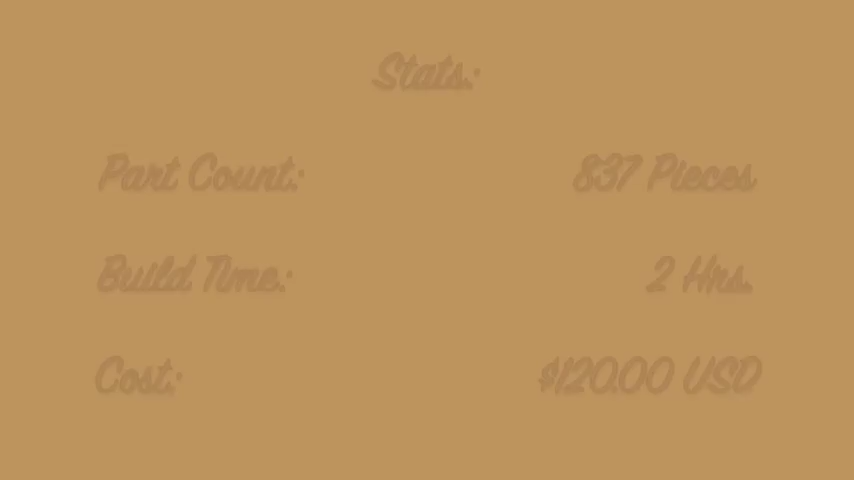 Stats:
Part Count: 837 Pieces
Build Time: 2 Hrs.
Cost: $120.00 USD